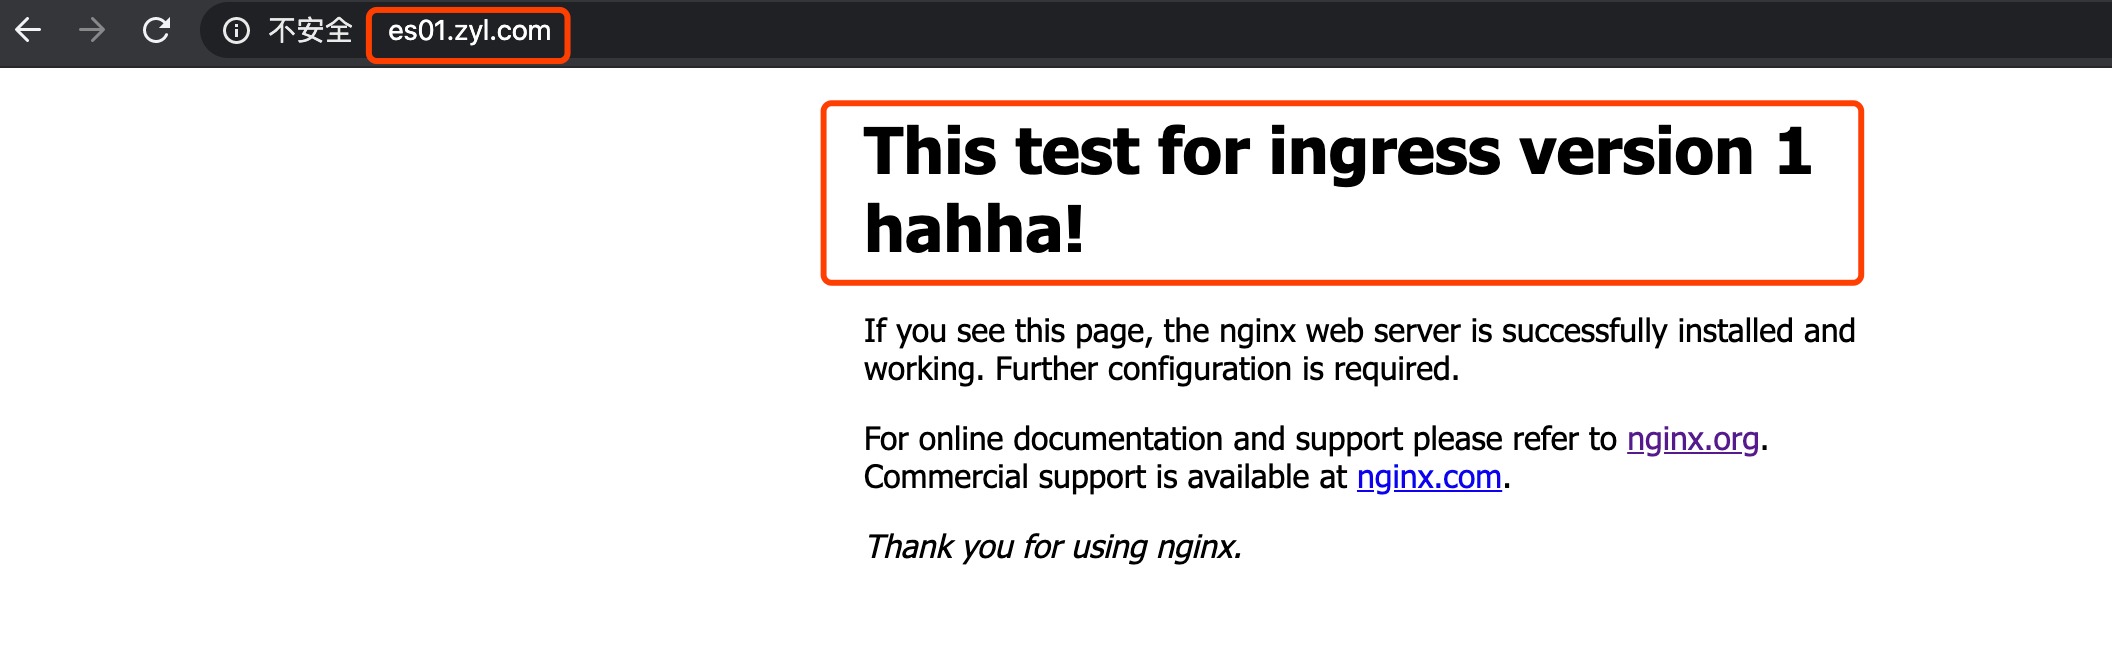 不安全 es01.zyl.com
This test for ingress version 1
hahha!
If you see this page, the nginx web server is successfully installed and
working. Further configuration is required.
For online documentation and support please refer to nginx.org.
Commercial support is available at nginx.com.
Thank you for using nginx.